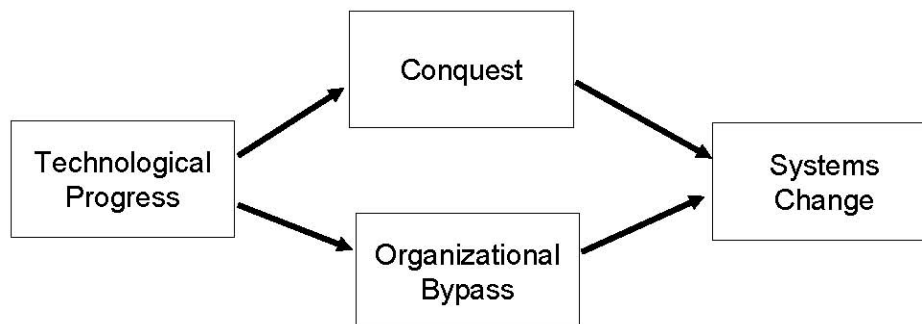 Conquest
Technological
Progress
Systems
Change
Organizational
Bypass